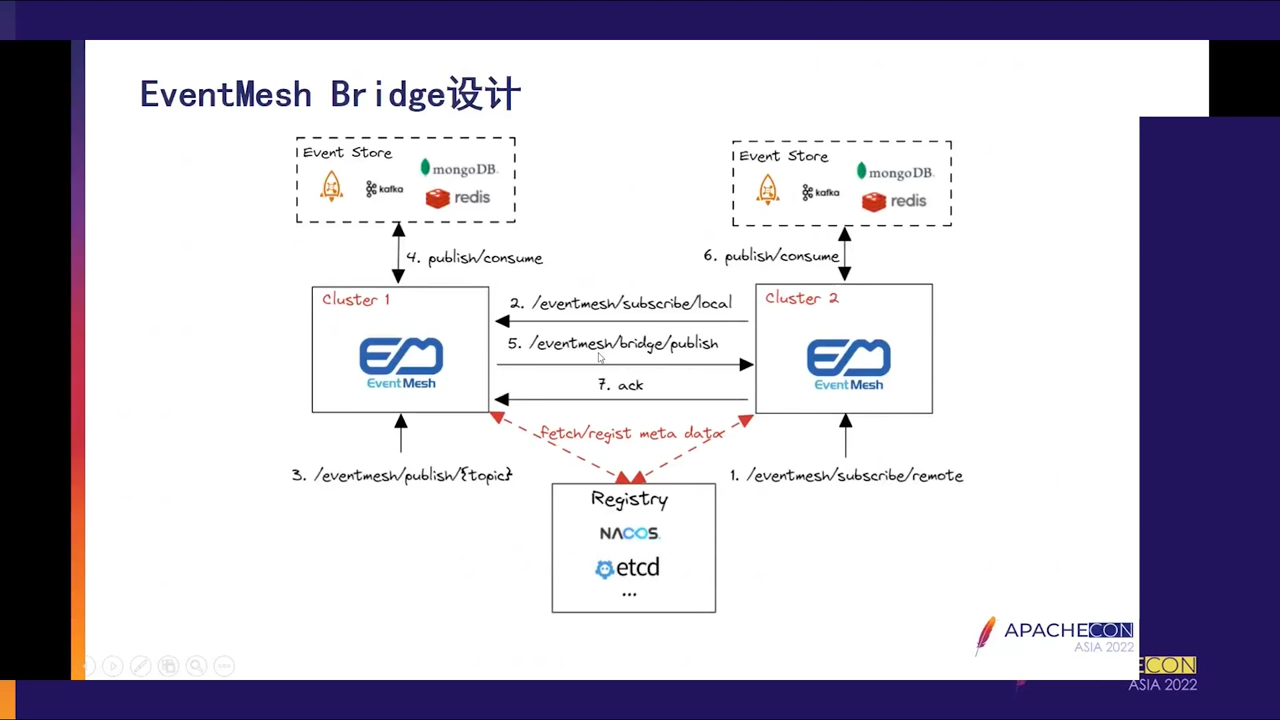 EventMesh Bridge设计
Event Store
mongoDB.
kafka
redis
Event Store
mongoDB.
kafka
redis
4. publish/consume
6. publish/consume
Cluster 1
EventMesh
2. /eventmesh/subscribe/local
5. /eventmesh/bridge/publish
7. ack
Cluster 2
EventMesh
fetch/regist meta data
3. /eventmesh/publish/{topic}
1. /eventmesh/subscribe/remote
Registry
NACOS.
etcd
...
APACHECON
ASIA 2022
ECON
ASIA 2022